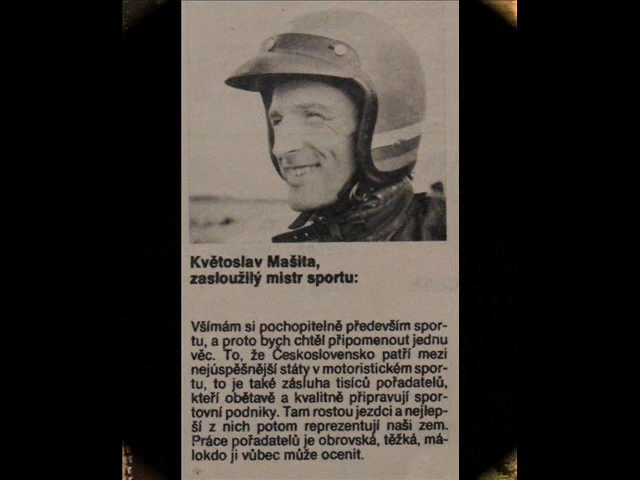 Květoslav Mašita,
zasloužilý mistr sportu:
Všímám si pochopitelně především spor-
tu, a proto bych chtěl připomenout jednu
věc. To, že Československo patří mezi
nejúspěšnější státy v motoristickém spor-
tu, to je také zásluha tisíců pořadatelů,
kteří obětavě a kvalitně připravují spor-
tovní podniky. Tam rostou jezdci a nejlep-
ší z nich potom reprezentují naši zem.
Práce pořadatelů je obrovská, těžká, má-
lokdo ji vůbec může ocenit.